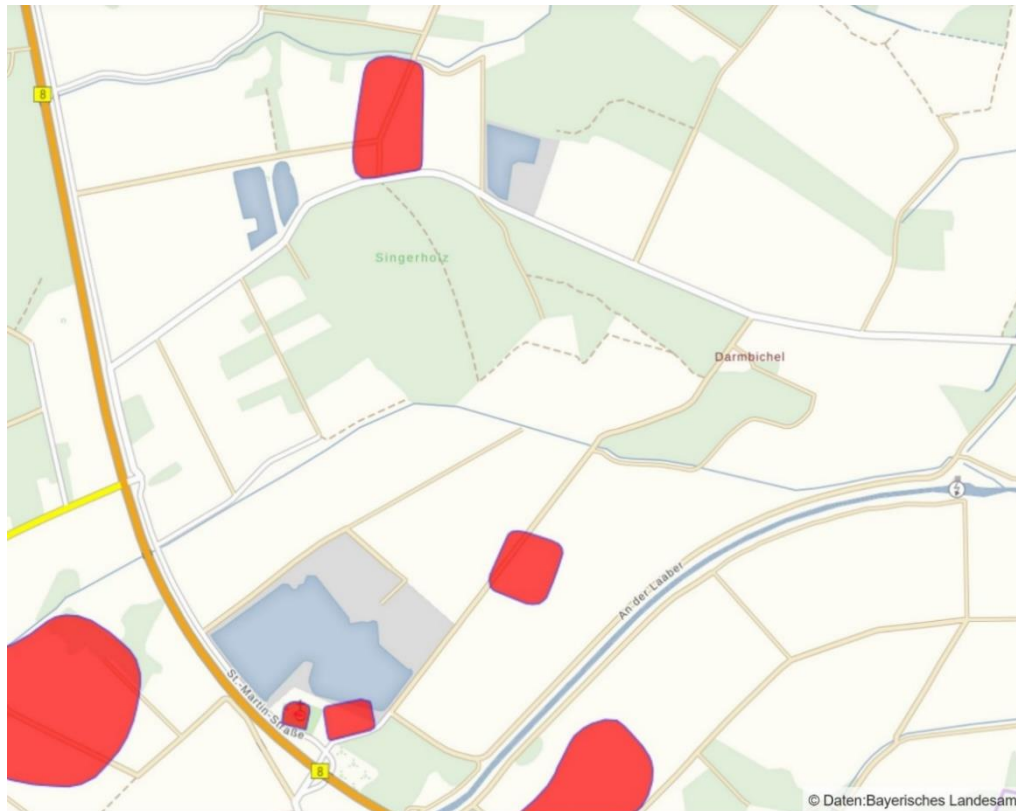 8
Singerholz
Darmbichel
An der Laaber
St.-Martin-Straße
8
© Daten:Bayerisches Landesam